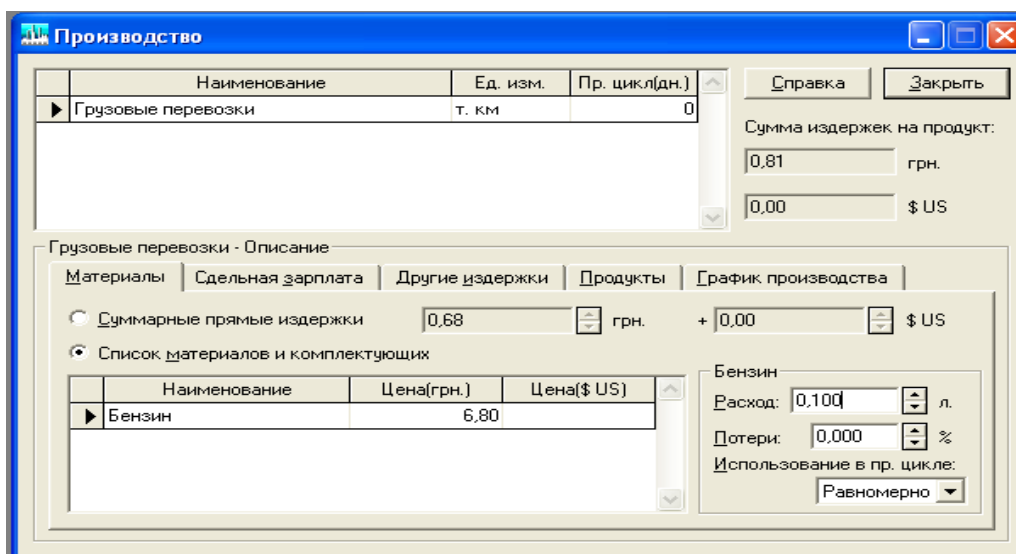 Производство
Наименование Ед. изм. Пр. цикл(дн.)
Грузовые перевозки т. км 0
Справка Закрыть
Сумма издержек на продукт:
0,81 грн.
0,00 $ US
Грузовые перевозки - Описание
Материалы Сдельная зарплата Другие издержки Продукты График производства
Суммарные прямые издержки 0,68 грн. + 0,00 $ US
Список материалов и комплектующих
Наименование Цена(грн.) Цена($ US)
Бензин 6,80
Бензин
Расход: 0,100 л.
Потери: 0,000 %
Использование в пр. цикле:
Равномерно